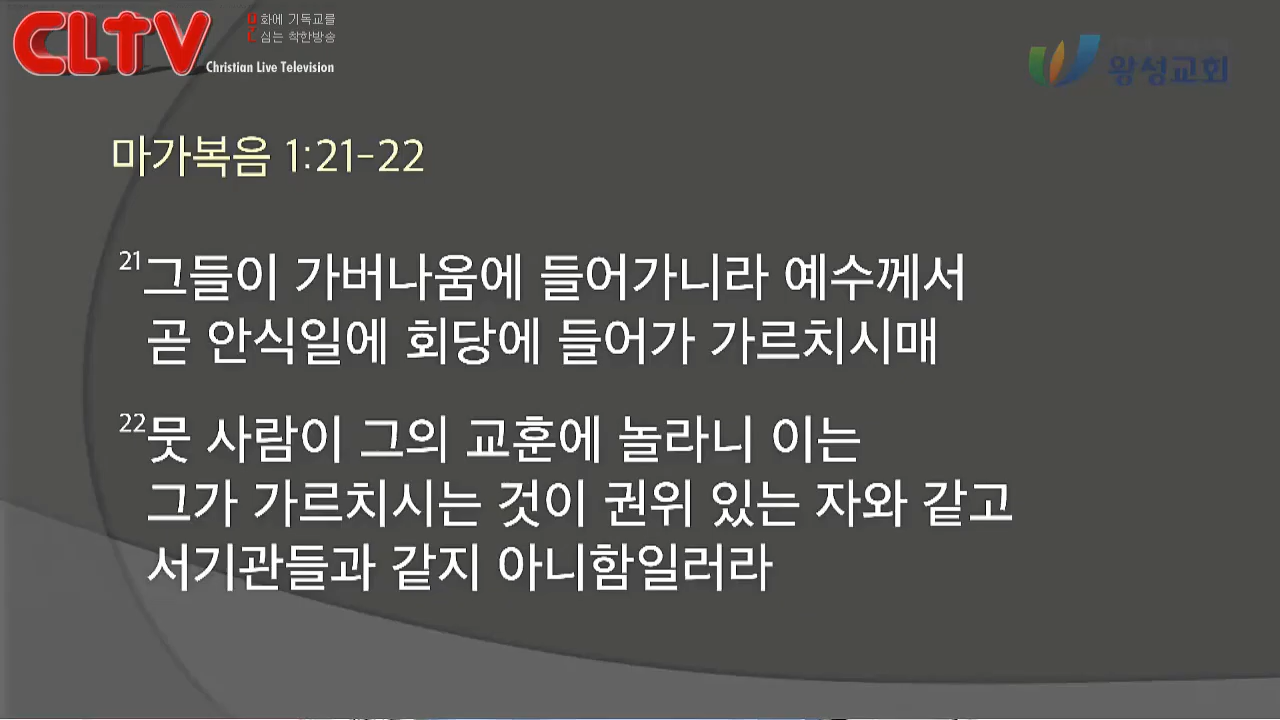 CLTV
문화에 기독교를
심는 착한방송
Christian Live Television
왕성교회
마가복음 1:21-22
21그들이 가버나움에 들어가니라 예수께서
곧 안식일에 회당에 들어가 가르치시매
22뭇 사람이 그의 교훈에 놀라니 이는
그가 가르치시는 것이 권위 있는 자와 같고
서기관들과 같지 아니함일러라